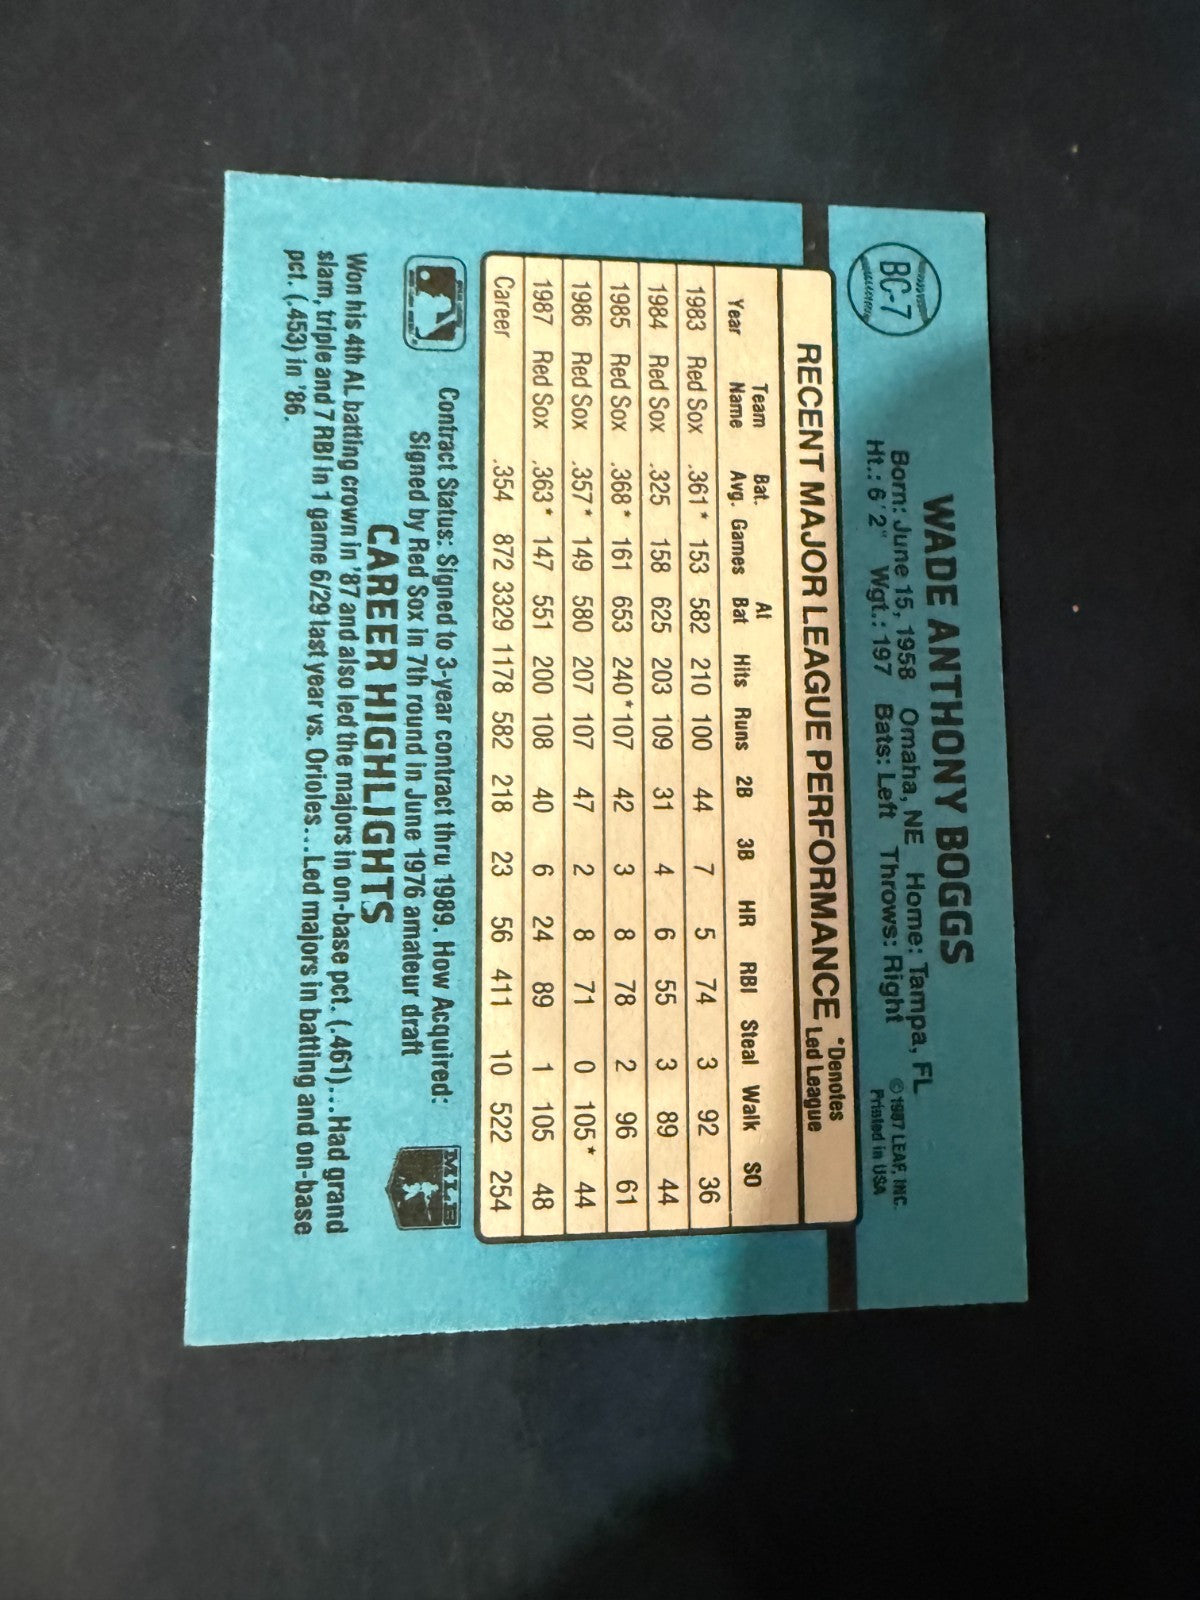 BC-7
WADE ANTHONY BOGGS
Born: June 15, 1958 Omaha, NE Home: Tampa, FL
Ht.: 6'2" Wgt.: 197 Bats: Left Throws: Right
© 1987 LEAF, INC.
Printed in USA
RECENT MAJOR LEAGUE PERFORMANCE *Denotes Led League
Year Team Name Bat. Avg. Games At Bat Hits Runs 2B 3B HR RBI Steal Walk SO
1983 Red Sox .361* 153 582 210 100 44 7 5 74 3 92 36
1984 Red Sox .325 158 625 203 109 31 4 6 55 3 89 44
1985 Red Sox .368* 161 653 240* 107 42 3 8 78 2 96 61
1986 Red Sox .357* 149 580 207 107 47 2 8 71 0 105* 44
1987 Red Sox .363* 147 551 200 108 40 6 24 89 1 105 48
Career .354 872 3329 1178 582 218 23 56 411 10 522 254
Contract Status: Signed to 3-year contract thru 1989. How Acquired:
Signed by Red Sox in 7th round in June 1976 amateur draft
MLB
CAREER HIGHLIGHTS
Won his 4th AL batting crown in '87 and also led the majors in on-base pct. (.461)...Had grand
slam, triple and 7 RBI in 1 game 6/29 last year vs. Orioles...Led majors in batting and on-base
pct. (.453) in '86.